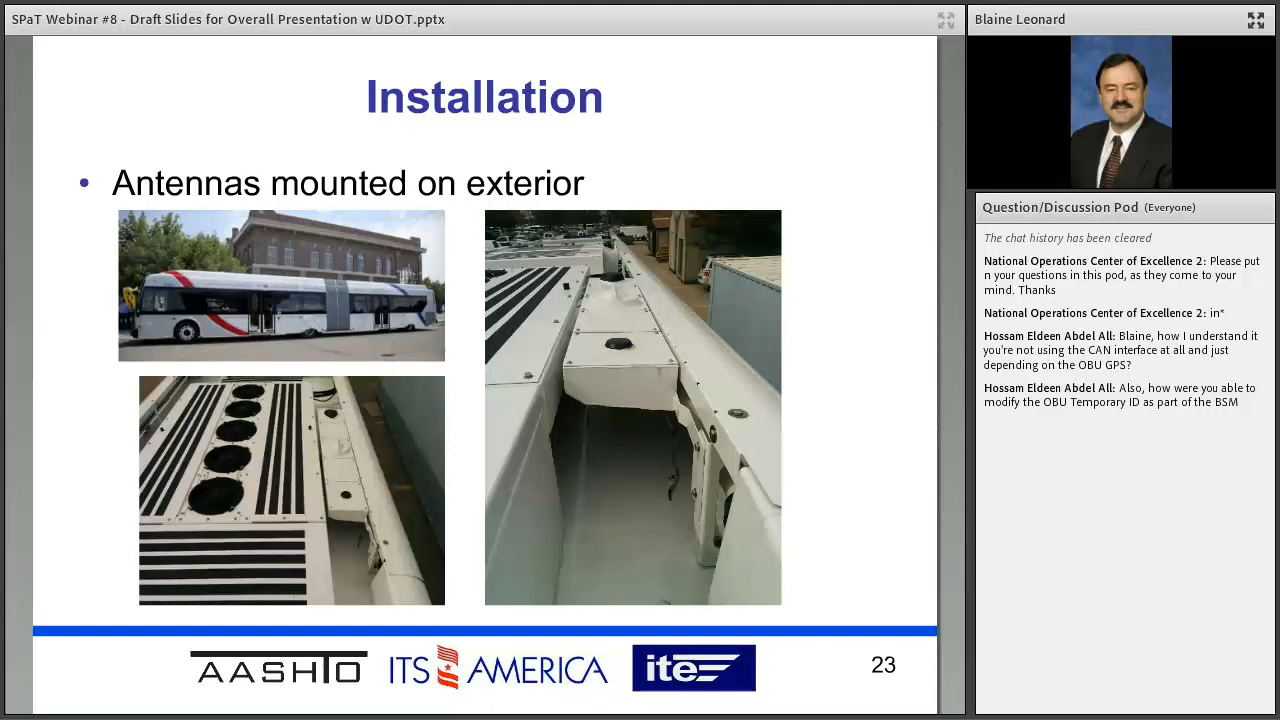 SPaT Webinar #8 - Draft Slides for Overall Presentation w UDOT.pptx
Installation
• Antennas mounted on exterior
AASHTO
ITS AMERICA
ite
23
Blaine Leonard
Question/Discussion Pod (Everyone)
The chat history has been cleared
National Operations Center of Excellence 2: Please put
n your questions in this pod, as they come to your
mind. Thanks
National Operations Center of Excellence 2: in*
Hossam Eldeen Abdel All: Blaine, how I understand it
you're not using the CAN interface at all and just
depending on the OBU GPS?
Hossam Eldeen Abdel All: Also, how were you able to
modify the OBU Temporary ID as part of the BSM